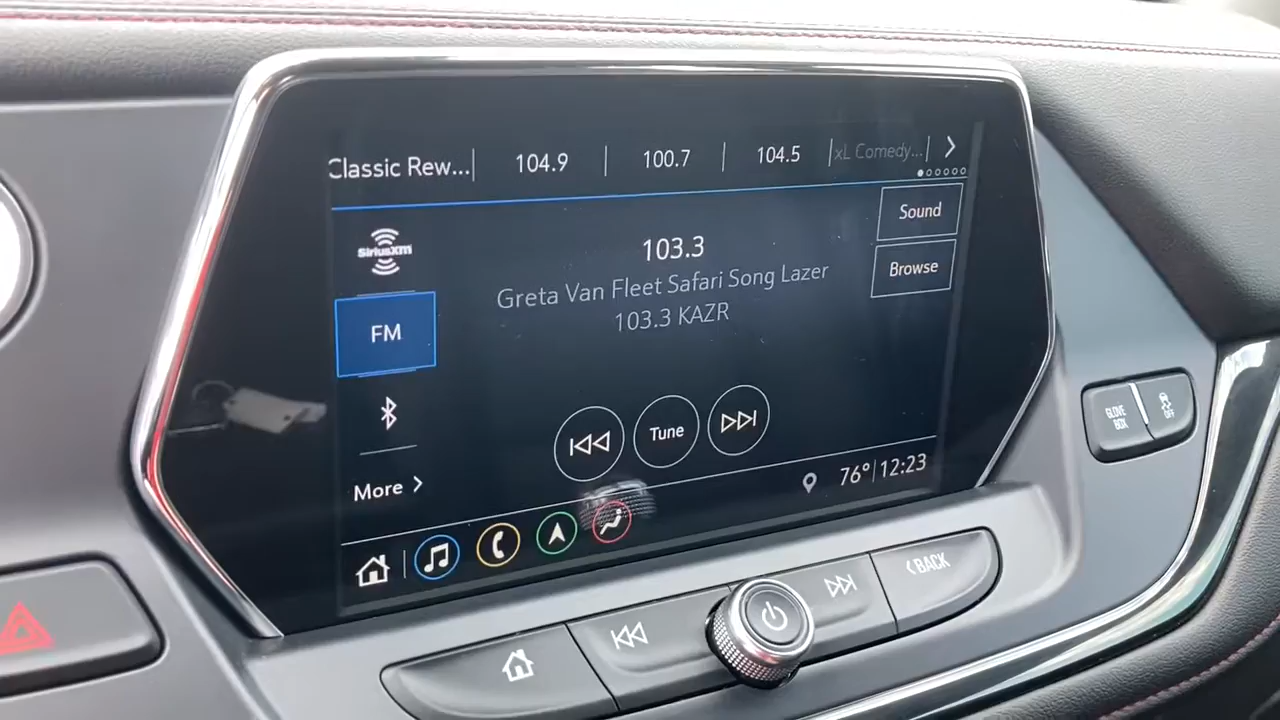 Classic Rew... 104.9 100.7 104.5 xL Comedy...
SiriusXM
Sound
103.3
Browse
Greta Van Fleet Safari Song Lazer
103.3 KAZR
FM
Tune
More
76° 12:23
GLOVE
BOX
OFF
BACK